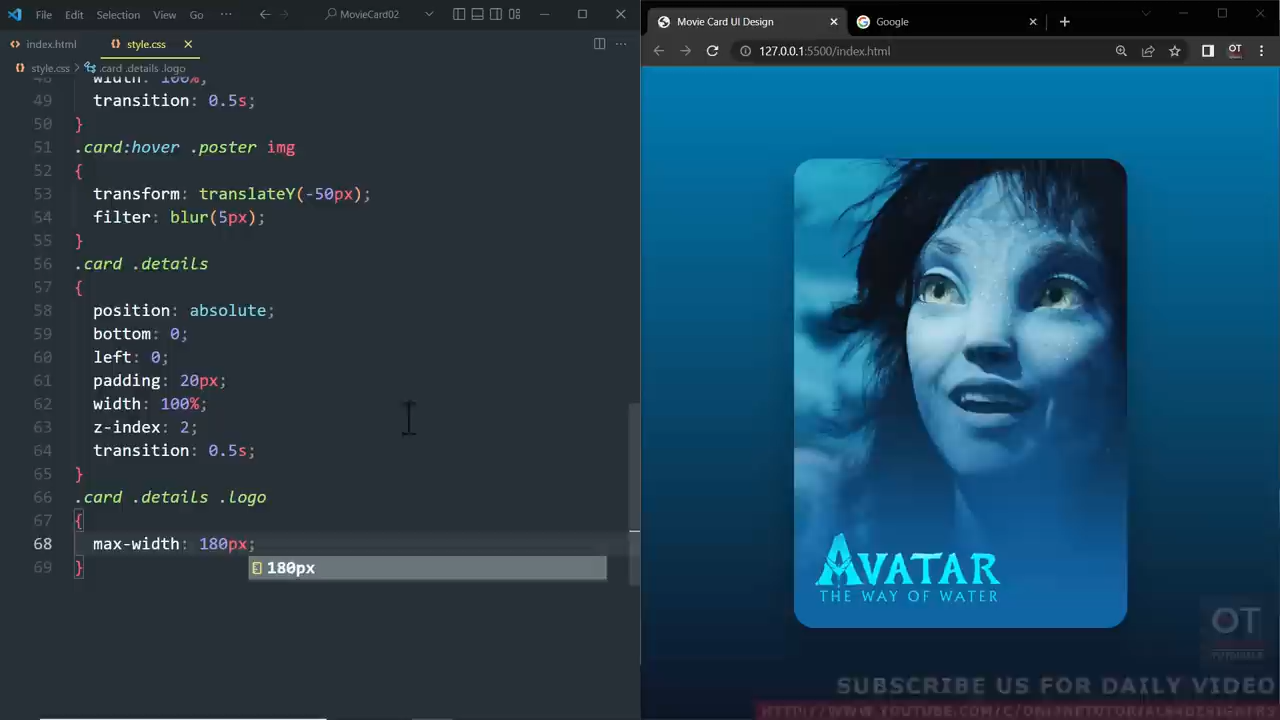 File Edit Selection View Go ··· MovieCard02
index.html style.css
style.css > .card .details .logo
48 width: 100%;
49 transition: 0.5s;
50 }
51 .card:hover .poster img
52 {
53 transform: translateY(-50px);
54 filter: blur(5px);
55 }
56 .card .details
57 {
58 position: absolute;
59 bottom: 0;
60 left: 0;
61 padding: 20px;
62 width: 100%;
63 z-index: 2;
64 transition: 0.5s;
65 }
66 .card .details .logo
67 {
68 max-width: 180px;
69 }
180px
Movie Card UI Design Google
127.0.0.1:5500/index.html
OT
AVATAR
THE WAY OF WATER
OT
TUTORIALS
SUBSCRIBE US FOR DAILY VIDEO